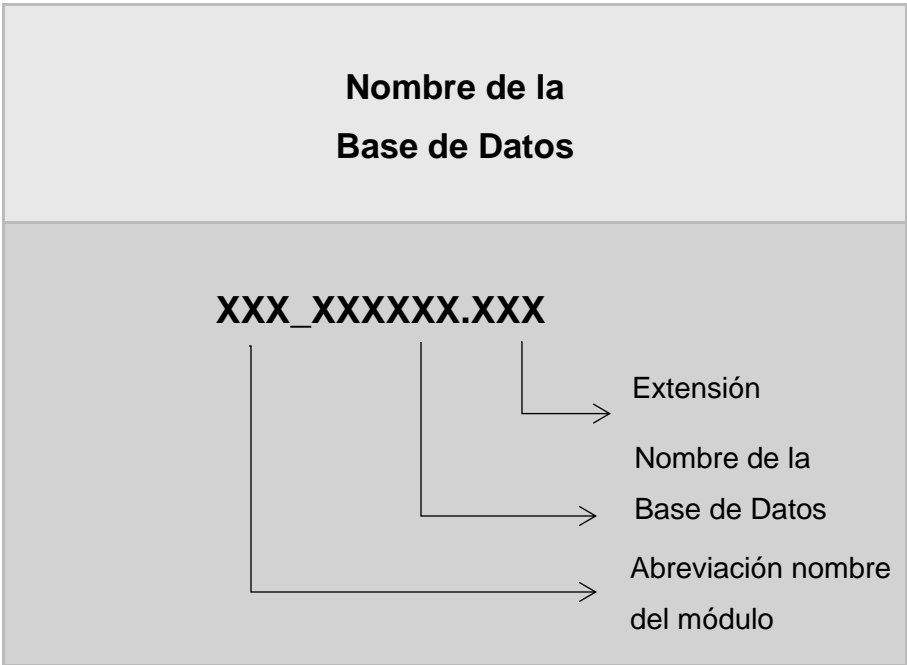 Nombre de la
Base de Datos
XXX_XXXXXX.XXX
Extensión
Nombre de la
Base de Datos
Abreviación nombre
del módulo